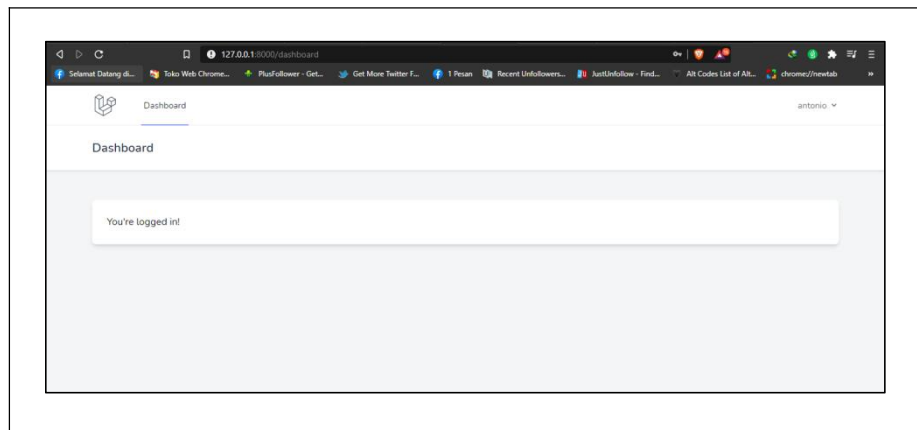 127.0.0.1:8000/dashboard
Selamat Datang di... Toko Web Chrome... PlusFollower - Get... Get More Twitter F... 1 Pesan Recent Unfollowers... JustUnfollow - Find... Alt Codes List of Alt... chrome://newtab »
Dashboard antonio
Dashboard
You're logged in!